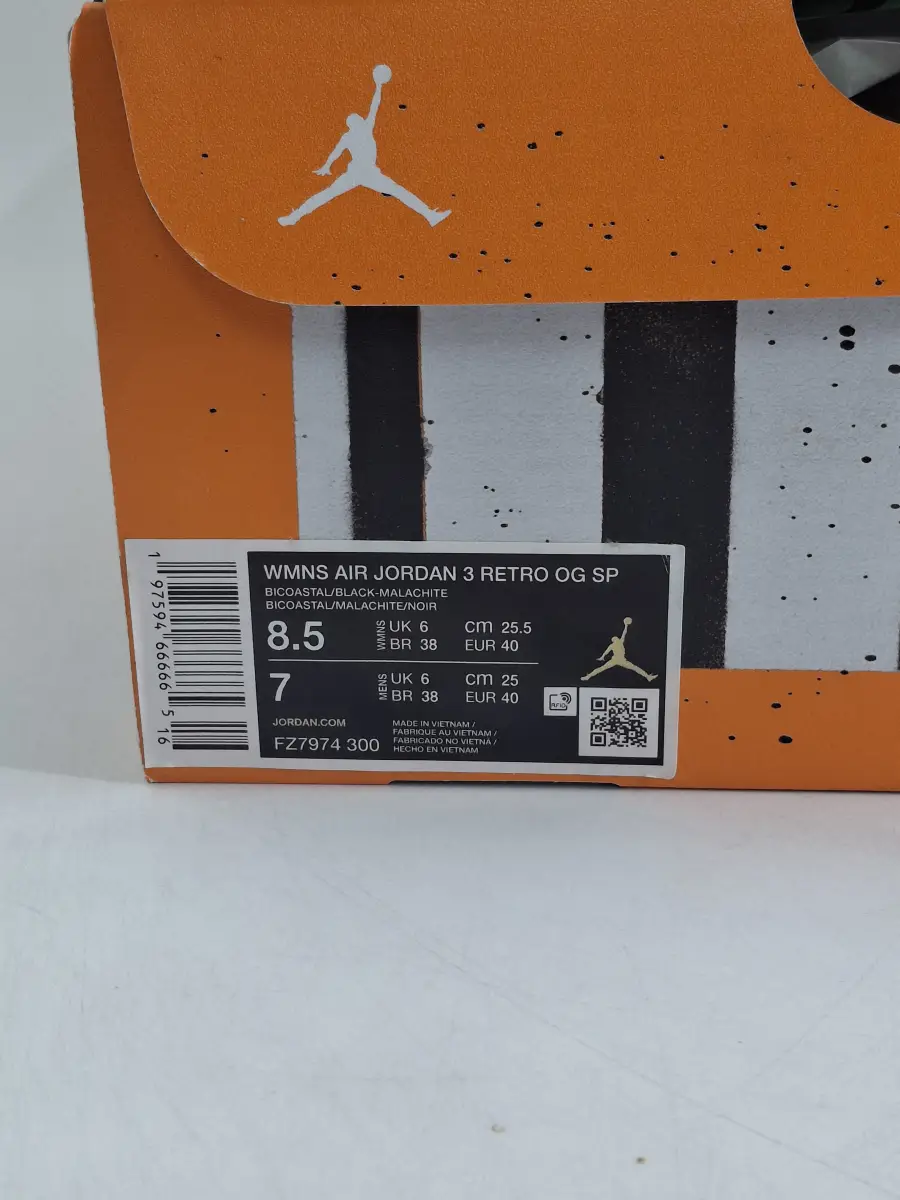 WMNS AIR JORDAN 3 RETRO OG SP
BICOASTAL/BLACK-MALACHITE
BICOASTAL/MALACHITE/NOIR
8.5 WMNS UK 6 cm 25.5
BR 38 EUR 40
7 MENS UK 6 cm 25
BR 38 EUR 40
JORDAN.COM
FZ7974 300
MADE IN VIETNAM /
FABRIQUE AU VIETNAM /
FABRICADO NO VIETNÃ /
HECHO EN VIETNAM
RFID
1 97594 66666 5 16